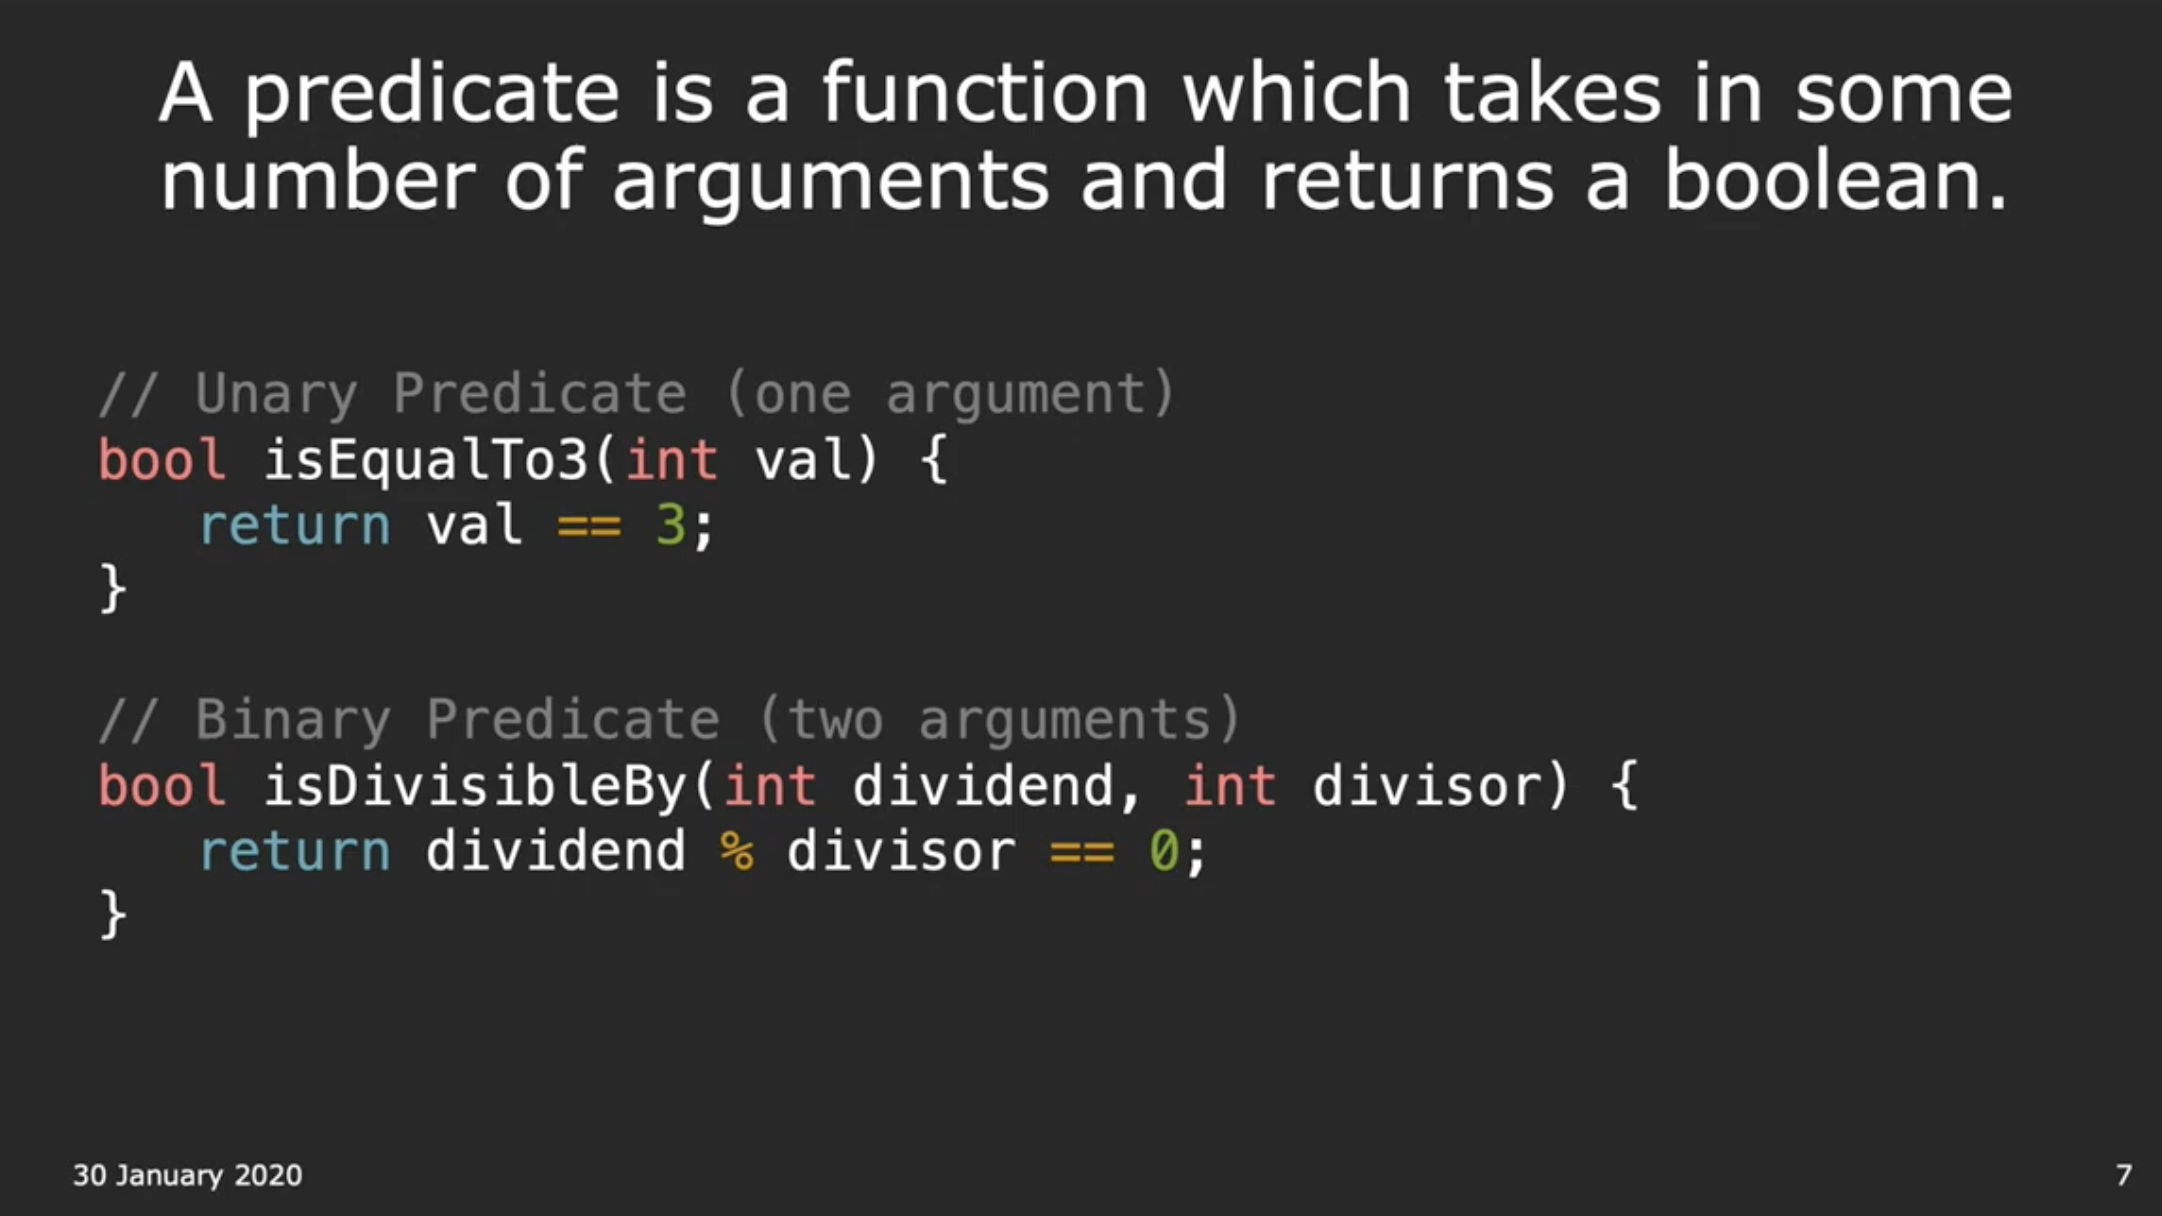 A predicate is a function which takes in some
number of arguments and returns a boolean.
// Unary Predicate (one argument)
bool isEqualTo3(int val) {
return val == 3;
}
// Binary Predicate (two arguments)
bool isDivisibleBy(int dividend, int divisor) {
return dividend % divisor == 0;
}
30 January 2020
7